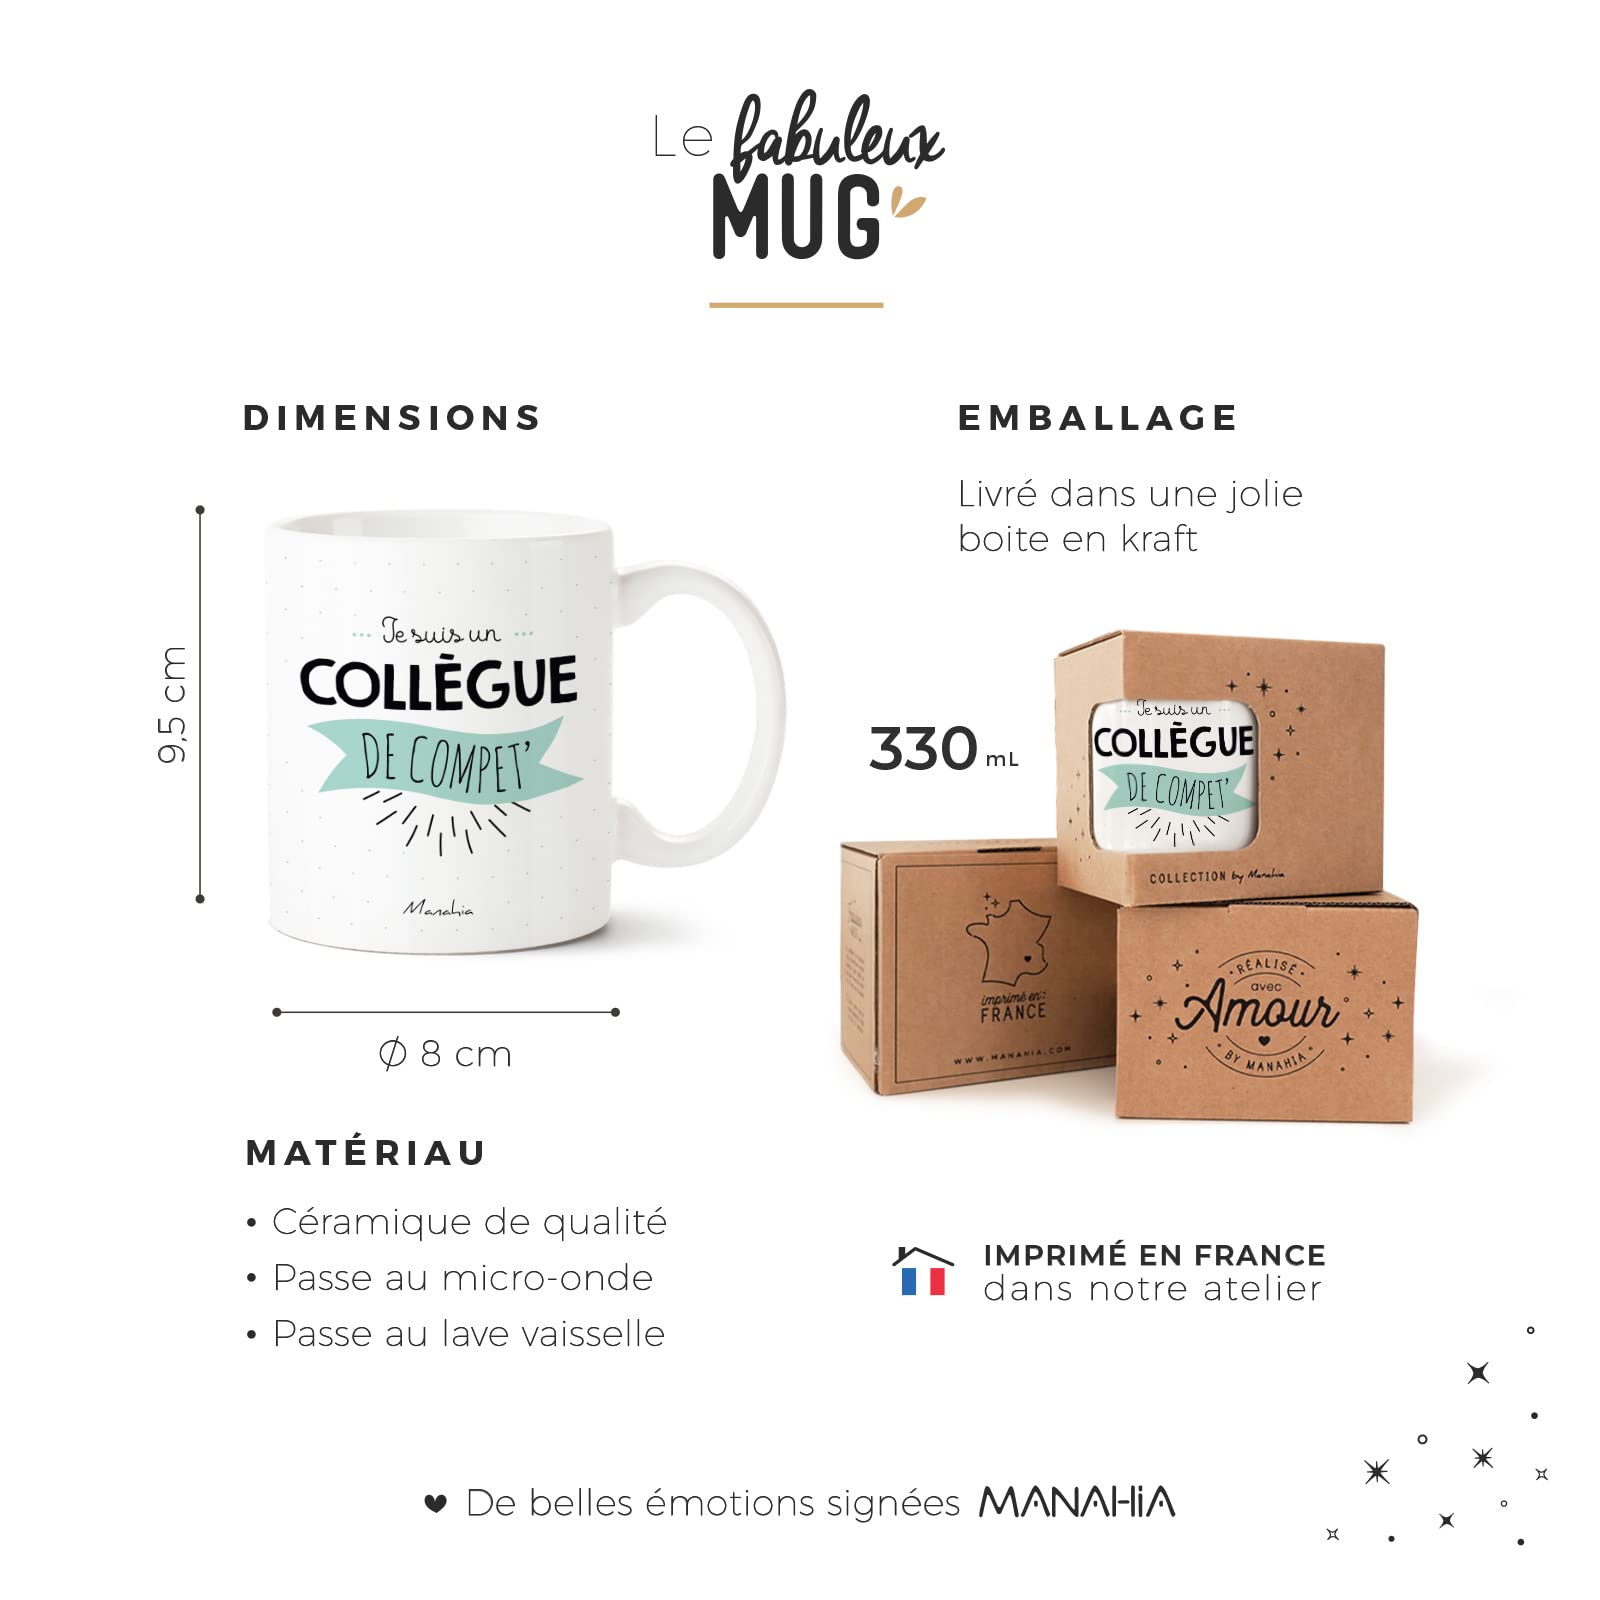 Le fabuleux
MUG
DIMENSIONS
9,5 cm
Je suis un
COLLÈGUE
DE COMPET'
Manahia
Ø 8 cm
EMBALLAGE
Livré dans une jolie
boite en kraft
330 mL
Je suis un
COLLÈGUE
DE COMPET'
COLLECTION by Manahia
imprimé en :
FRANCE
WWW.MANAHIA.COM
RÉALISÉ
avec
Amour
BY MANAHIA
MATÉRIAU
• Céramique de qualité
• Passe au micro-onde
• Passe au lave vaisselle
IMPRIMÉ EN FRANCE
dans notre atelier
De belles émotions signées MANAHiA